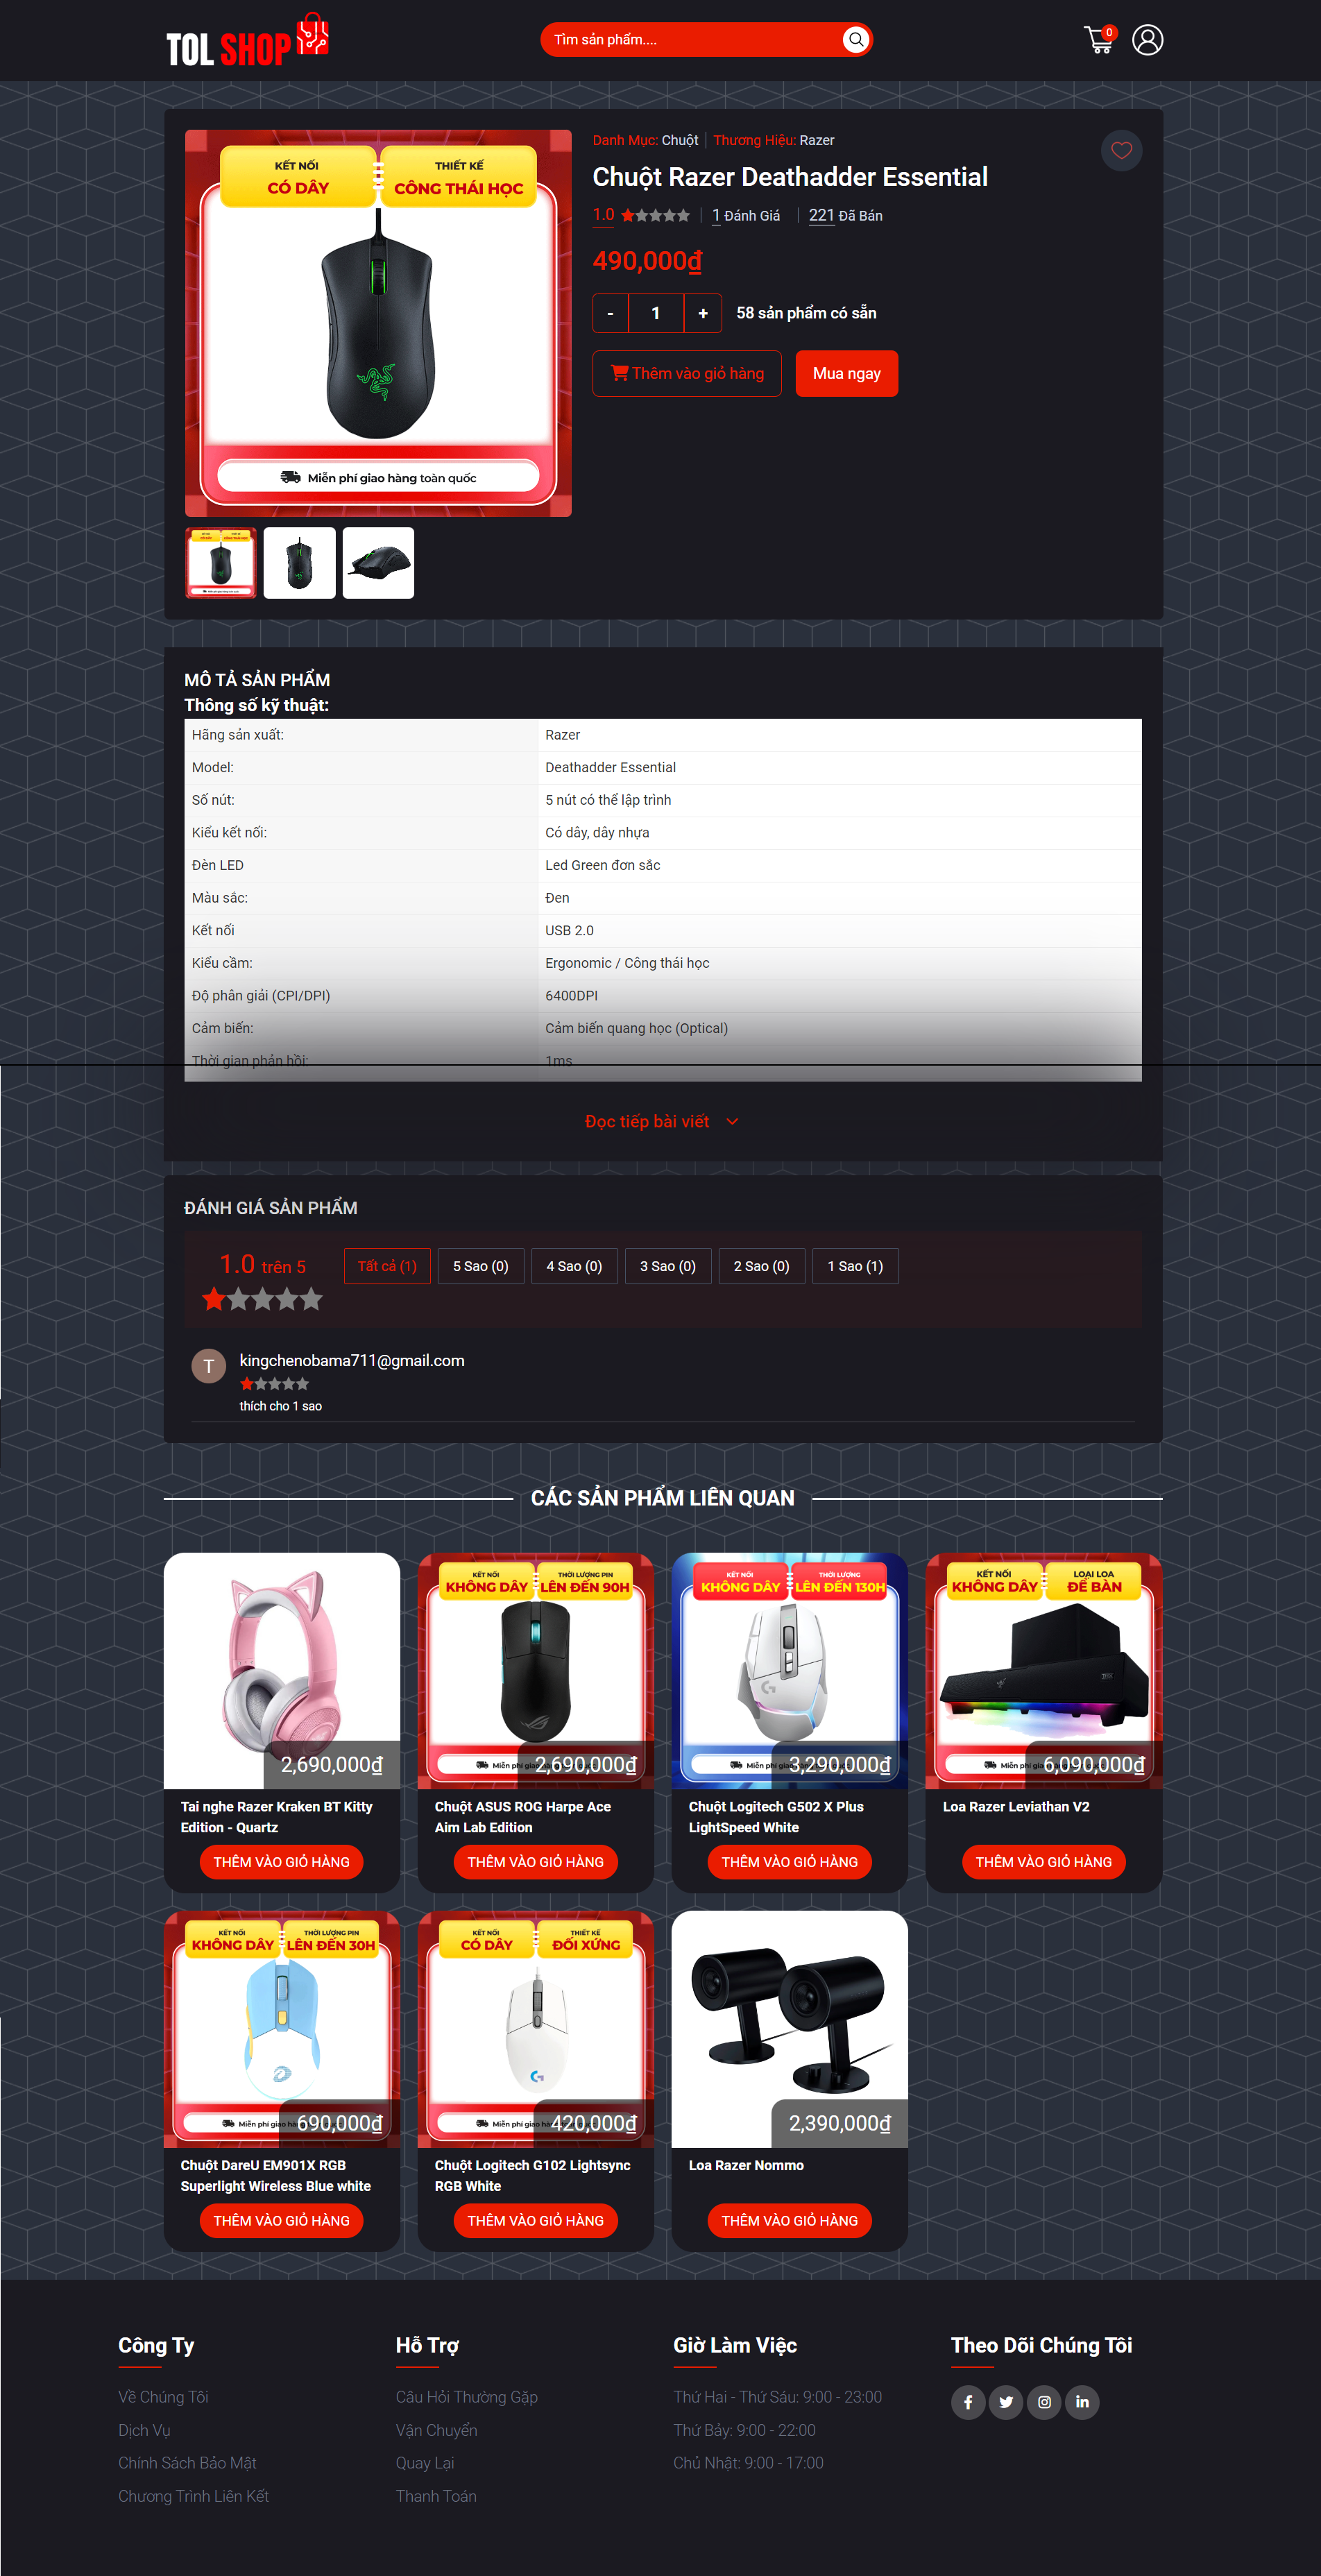 TOL SHOP
Tìm sản phẩm....
0
KẾT NỐI
CÓ DÂY
THIẾT KẾ
CÔNG THÁI HỌC
Miễn phí giao hàng toàn quốc
Danh Mục: Chuột
Thương Hiệu: Razer
Chuột Razer Deathadder Essential
1.0
1 Đánh Giá
221 Đã Bán
490,000₫
- 1 +
58 sản phẩm có sẵn
Thêm vào giỏ hàng
Mua ngay
MÔ TẢ SẢN PHẨM
Thông số kỹ thuật:
Hãng sản xuất: Razer
Model: Deathadder Essential
Số nút: 5 nút có thể lập trình
Kiểu kết nối: Có dây, dây nhựa
Đèn LED Led Green đơn sắc
Màu sắc: Đen
Kết nối USB 2.0
Kiểu cầm: Ergonomic / Công thái học
Độ phân giải (CPI/DPI) 6400DPI
Cảm biến: Cảm biến quang học (Optical)
Thời gian phản hồi: 1ms
Đọc tiếp bài viết
ĐÁNH GIÁ SẢN PHẨM
1.0 trên 5
Tất cả (1)
5 Sao (0)
4 Sao (0)
3 Sao (0)
2 Sao (0)
1 Sao (1)
T
kingchenobama711@gmail.com
thích cho 1 sao
CÁC SẢN PHẨM LIÊN QUAN
2,690,000₫
Tai nghe Razer Kraken BT Kitty
Edition - Quartz
THÊM VÀO GIỎ HÀNG
KẾT NỐI
KHÔNG DÂY
THỜI LƯỢNG PIN
LÊN ĐẾN 90H
Miễn phí giao
2,690,000₫
Chuột ASUS ROG Harpe Ace
Aim Lab Edition
THÊM VÀO GIỎ HÀNG
KẾT NỐI
KHÔNG DÂY
THỜI LƯỢNG
LÊN ĐẾN 130H
G
Miễn phí
3,290,000₫
Chuột Logitech G502 X Plus
LightSpeed White
THÊM VÀO GIỎ HÀNG
KẾT NỐI
KHÔNG DÂY
LOẠI LOA
ĐỂ BÀN
Miễn phí
6,090,000₫
Loa Razer Leviathan V2
THÊM VÀO GIỎ HÀNG
KẾT NỐI
KHÔNG DÂY
THỜI LƯỢNG PIN
LÊN ĐẾN 30H
Miễn phí giao
690,000₫
Chuột DareU EM901X RGB
Superlight Wireless Blue white
THÊM VÀO GIỎ HÀNG
KẾT NỐI
CÓ DÂY
THIẾT KẾ
ĐỐI XỨNG
G
Miễn phí giao
420,000₫
Chuột Logitech G102 Lightsync
RGB White
THÊM VÀO GIỎ HÀNG
2,390,000₫
Loa Razer Nommo
THÊM VÀO GIỎ HÀNG
Công Ty
Về Chúng Tôi
Dịch Vụ
Chính Sách Bảo Mật
Chương Trình Liên Kết
Hỗ Trợ
Câu Hỏi Thường Gặp
Vận Chuyển
Quay Lại
Thanh Toán
Giờ Làm Việc
Thứ Hai - Thứ Sáu: 9:00 - 23:00
Thứ Bảy: 9:00 - 22:00
Chủ Nhật: 9:00 - 17:00
Theo Dõi Chúng Tôi